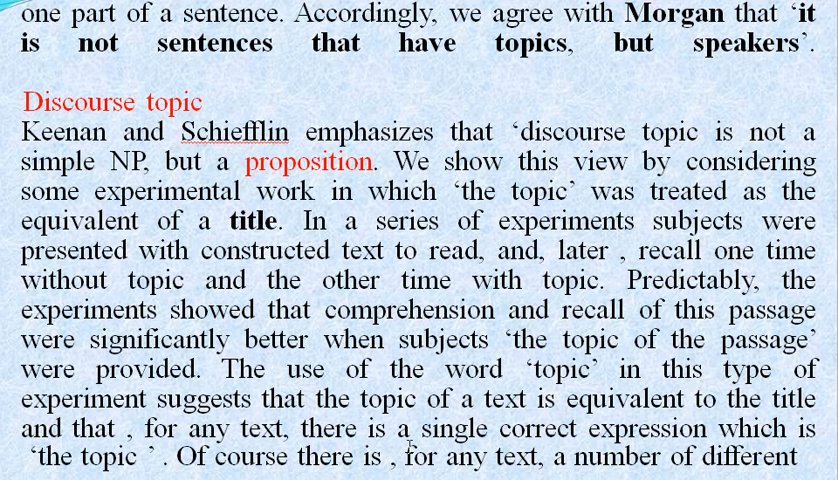 one part of a sentence. Accordingly, we agree with Morgan that ‘it
is not sentences that have topics, but speakers’.
Discourse topic
Keenan and Schiefflin emphasizes that ‘discourse topic is not a
simple NP, but a proposition. We show this view by considering
some experimental work in which ‘the topic’ was treated as the
equivalent of a title. In a series of experiments subjects were
presented with constructed text to read, and, later , recall one time
without topic and the other time with topic. Predictably, the
experiments showed that comprehension and recall of this passage
were significantly better when subjects ‘the topic of the passage’
were provided. The use of the word ‘topic’ in this type of
experiment suggests that the topic of a text is equivalent to the title
and that , for any text, there is a single correct expression which is
‘the topic ’ . Of course there is , for any text, a number of different